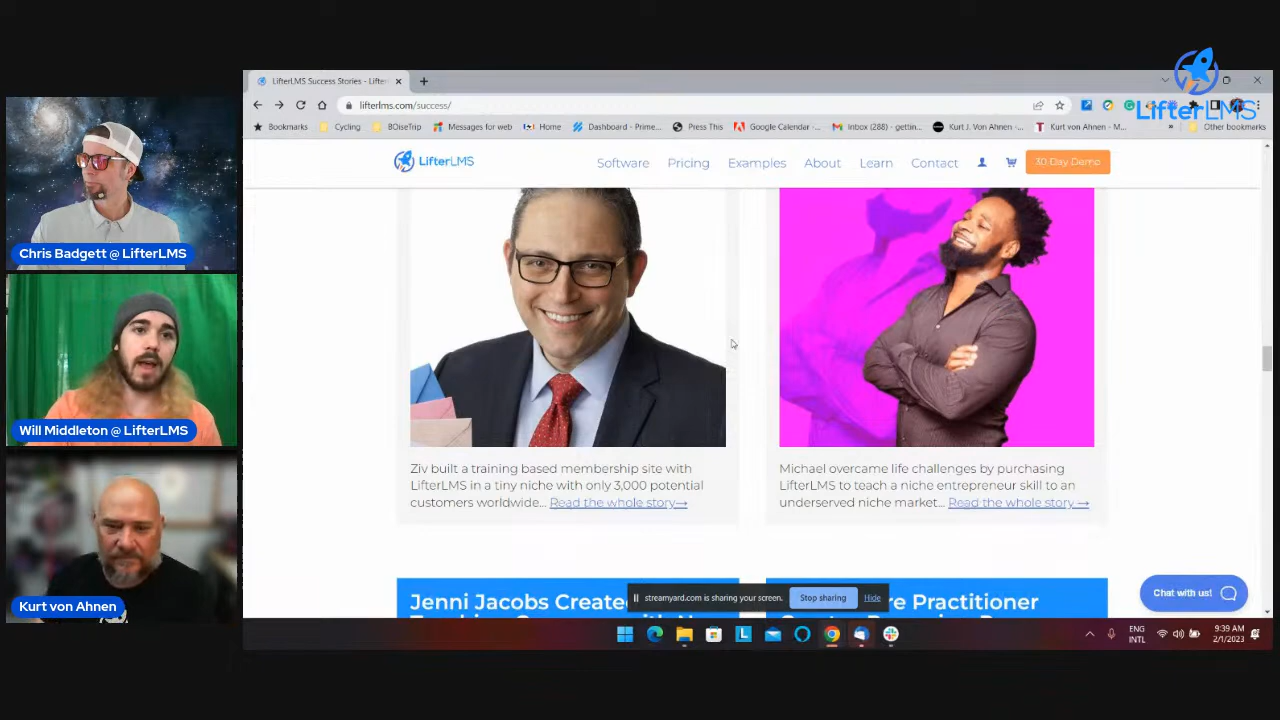 LifterLMS
Chris Badgett @ LifterLMS
Will Middleton @ LifterLMS
Kurt von Ahnen
LifterLMS Success Stories - Lifter
lifterlms.com/success/
Bookmarks
Cycling
BOiseTrip
Messages for web
Home
Dashboard - Prime...
Press This
Google Calendar -...
Inbox (288) - gettin...
Kurt J. Von Ahnen -...
Kurt von Ahnen - M...
»
Other bookmarks
LifterLMS
Software
Pricing
Examples
About
Learn
Contact
30-Day Demo
Ziv built a training based membership site with
LifterLMS in a tiny niche with only 3,000 potential
customers worldwide... Read the whole story→
Michael overcame life challenges by purchasing
LifterLMS to teach a niche entrepreneur skill to an
underserved niche market... Read the whole story →
Jenni Jacobs Create
re Practitioner
streamyard.com is sharing your screen.
Stop sharing
Hide
Chat with us!
ENG
INTL
9:39 AM
2/1/2023